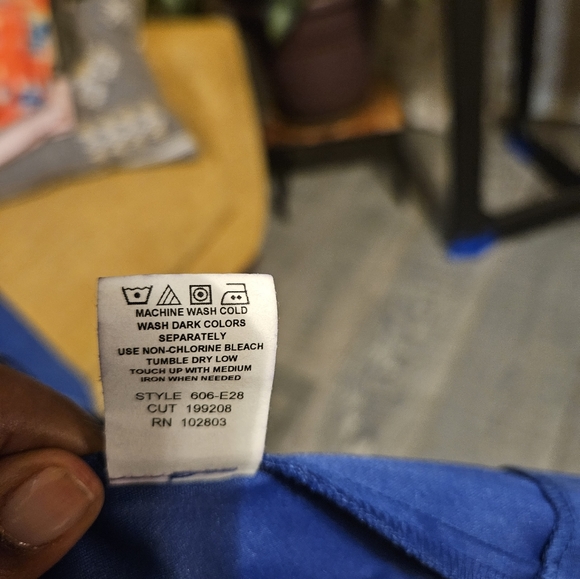 MACHINE WASH COLD
WASH DARK COLORS
SEPARATELY
USE NON-CHLORINE BLEACH
TUMBLE DRY LOW
TOUCH UP WITH MEDIUM
IRON WHEN NEEDED
STYLE 606-E28
CUT 199208
RN 102803